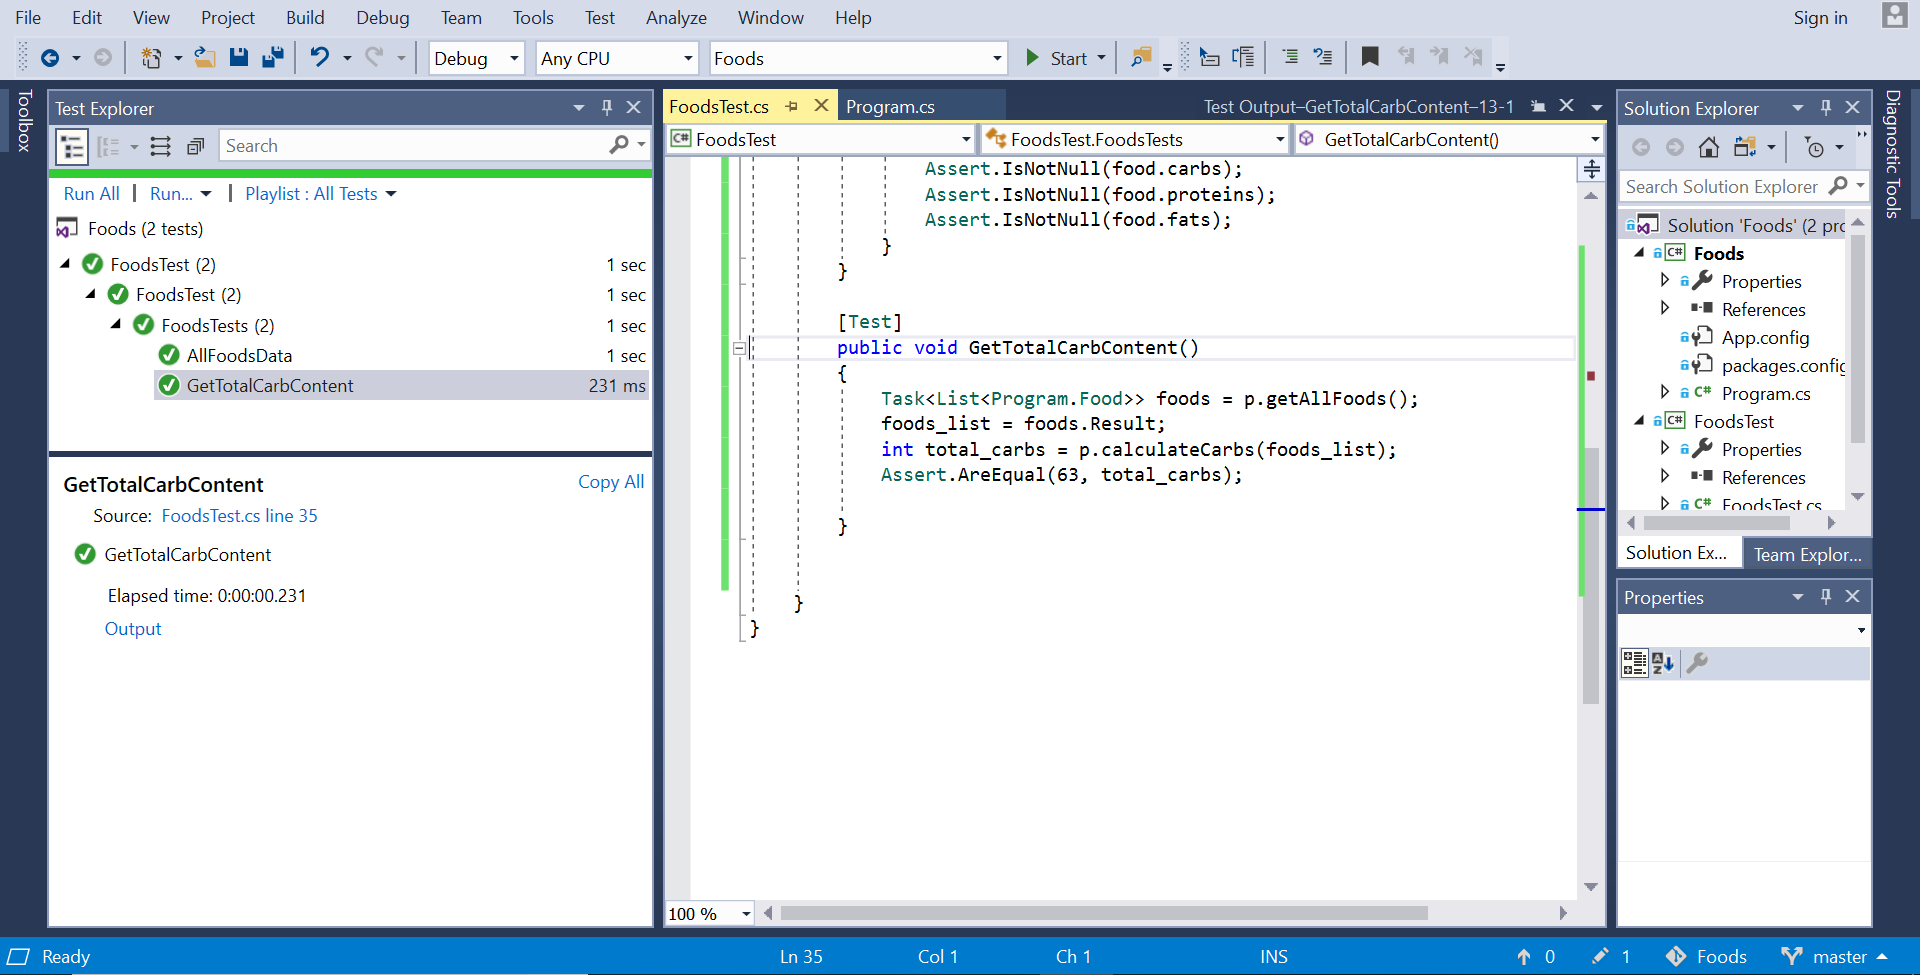 File Edit View Project Build Debug Team Tools Test Analyze Window Help Sign in
Debug Any CPU Foods Start
Toolbox
Test Explorer
Search
Run All | Run... | Playlist : All Tests
Foods (2 tests)
FoodsTest (2) 1 sec
FoodsTest (2) 1 sec
FoodsTests (2) 1 sec
AllFoodsData 1 sec
GetTotalCarbContent 231 ms
GetTotalCarbContent Copy All
Source: FoodsTest.cs line 35
GetTotalCarbContent
Elapsed time: 0:00:00.231
Output
FoodsTest.cs Program.cs Test Output–GetTotalCarbContent–13-1
C# FoodsTest FoodsTest.FoodsTests GetTotalCarbContent()
Assert.IsNotNull(food.carbs);
Assert.IsNotNull(food.proteins);
Assert.IsNotNull(food.fats);
}
}
[Test]
public void GetTotalCarbContent()
{
Task<List<Program.Food>> foods = p.getAllFoods();
foods_list = foods.Result;
int total_carbs = p.calculateCarbs(foods_list);
Assert.AreEqual(63, total_carbs);
}
}
}
100 %
Solution Explorer
Search Solution Explorer
Solution 'Foods' (2 prc
C# Foods
Properties
References
App.config
packages.config
C# Program.cs
C# FoodsTest
Properties
References
C# FoodsTest.cs
Solution Ex... Team Explor...
Properties
Diagnostic Tools
Ready Ln 35 Col 1 Ch 1 INS 0 1 Foods master